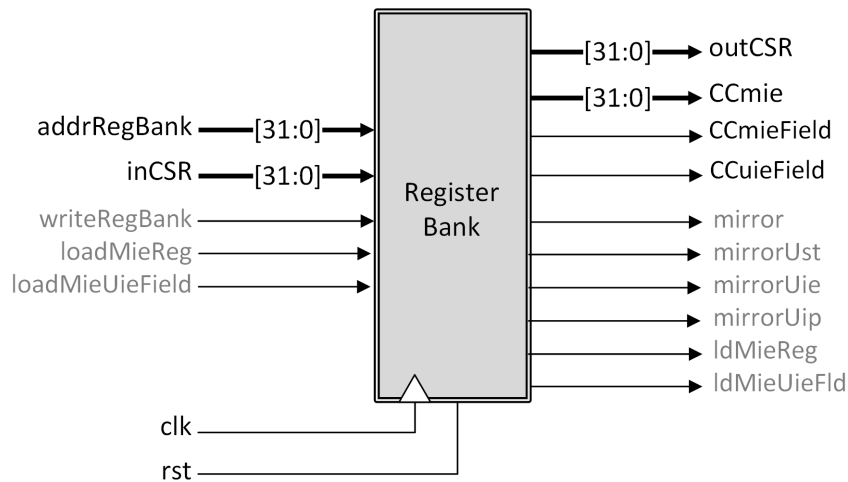 addrRegBank
[31:0]
inCSR
[31:0]
writeRegBank
loadMieReg
loadMieUieField
clk
rst
Register
Bank
[31:0]
outCSR
[31:0]
CCmie
CCmieField
CCuieField
mirror
mirrorUst
mirrorUie
mirrorUip
ldMieReg
ldMieUieFld